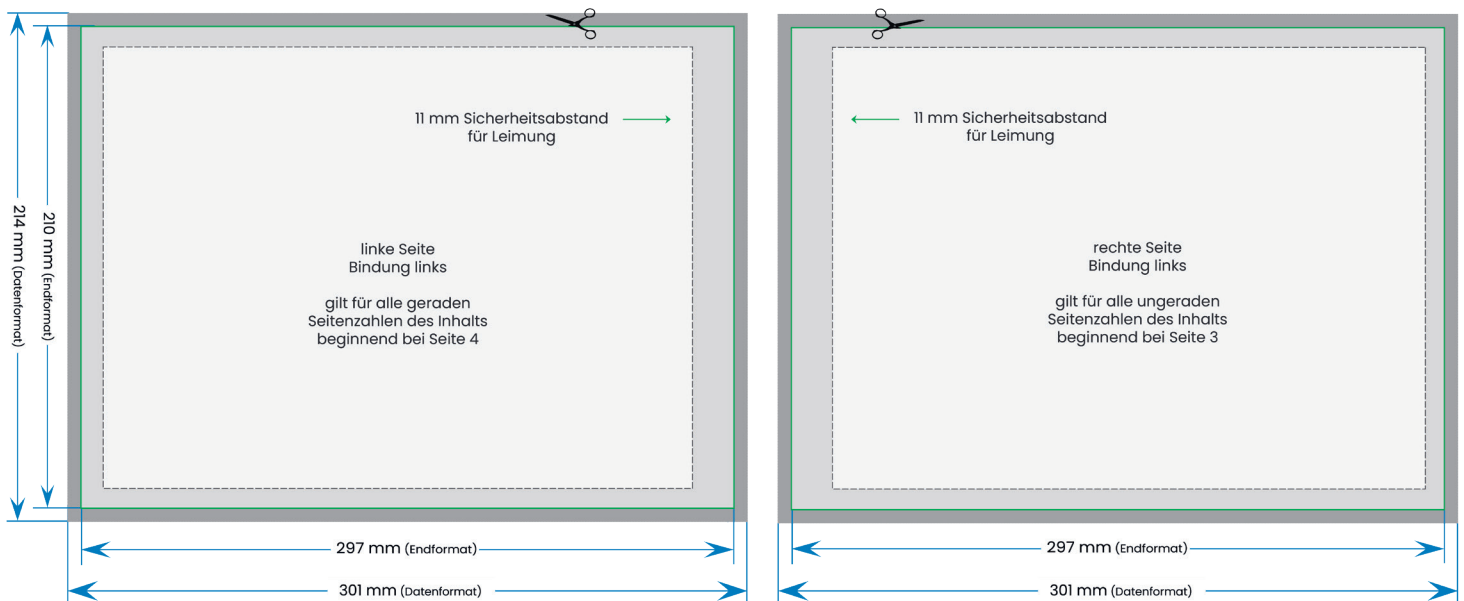 214 mm (Datenformat)
210 mm (Endformat)
11 mm Sicherheitsabstand
für Leimung
linke Seite
Bindung links
gilt für alle geraden
Seitenzahlen des Inhalts
beginnend bei Seite 4
297 mm (Endformat)
301 mm (Datenformat)
11 mm Sicherheitsabstand
für Leimung
rechte Seite
Bindung links
gilt für alle ungeraden
Seitenzahlen des Inhalts
beginnend bei Seite 3
297 mm (Endformat)
301 mm (Datenformat)